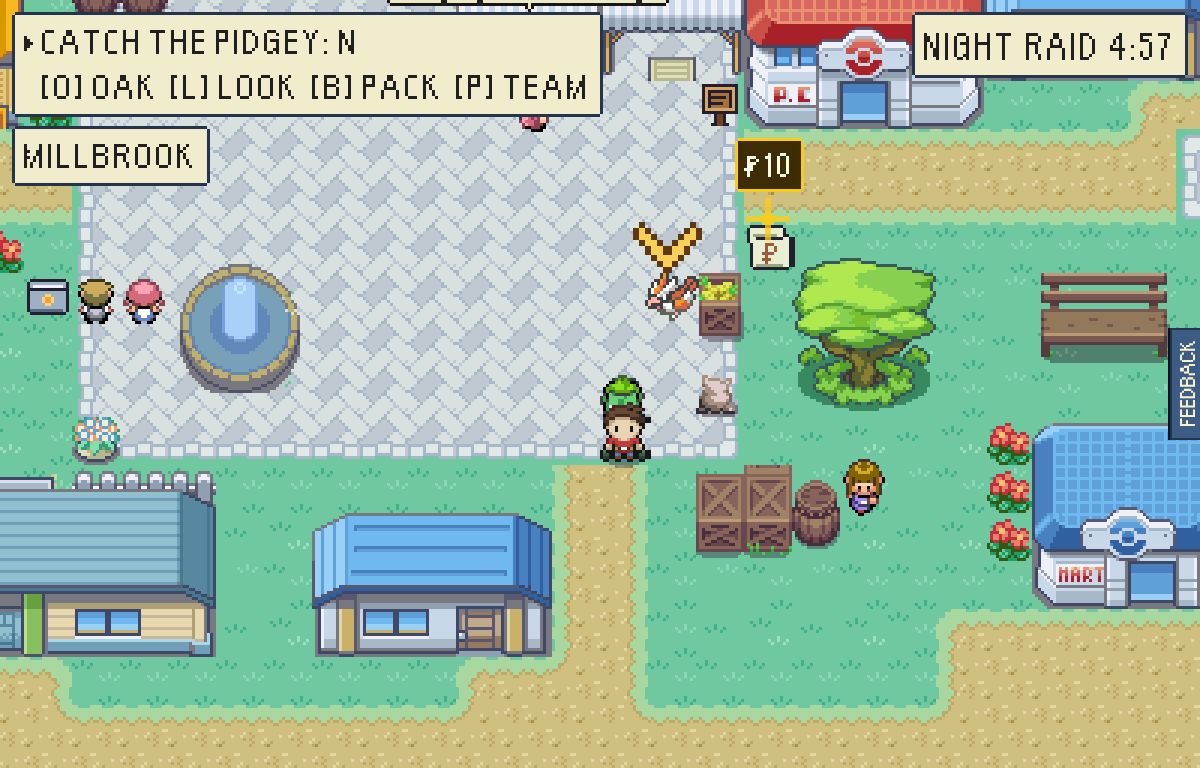 ▸CATCH THE PIDGEY: N
[O] OAK [L] LOOK [B] PACK [P] TEAM
NIGHT RAID 4:57
P.C
MILLBROOK
₽10
₽
FEEDBACK
MART